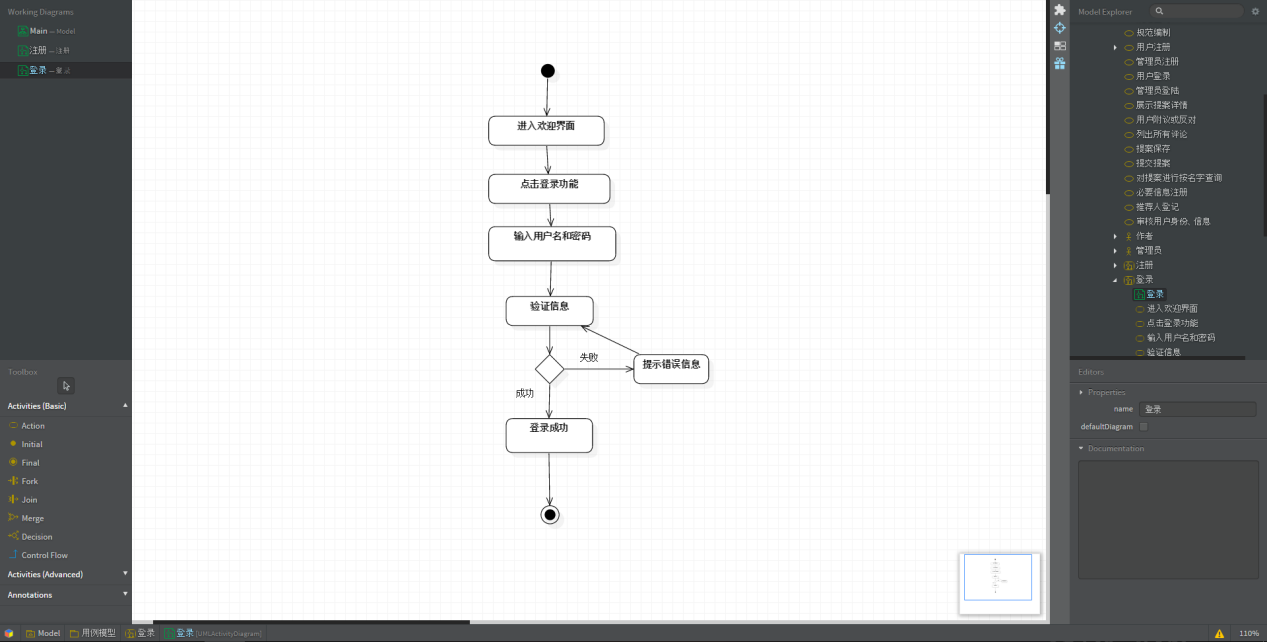 Working Diagrams
Main — Model
注册 — 注册
登录 — 登录
Toolbox
Activities (Basic)
Action
Initial
Final
Fork
Join
Merge
Decision
Control Flow
Activities (Advanced)
Annotations
进入欢迎界面
点击登录功能
输入用户名和密码
验证信息
失败
提示错误信息
成功
登录成功
Model Explorer
规范编制
用户注册
管理员注册
用户登录
管理员登陆
展示提案详情
用户附议或反对
列出所有评论
提案保存
提交提案
对提案进行按名字查询
必要信息注册
推荐人登记
审核用户身份、信息
作者
管理员
注册
登录
登录
进入欢迎界面
点击登录功能
输入用户名和密码
验证信息
Editors
Properties
name 登录
defaultDiagram
Documentation
Model 用例模型 登录 登录 [UMLActivityDiagram]
110%